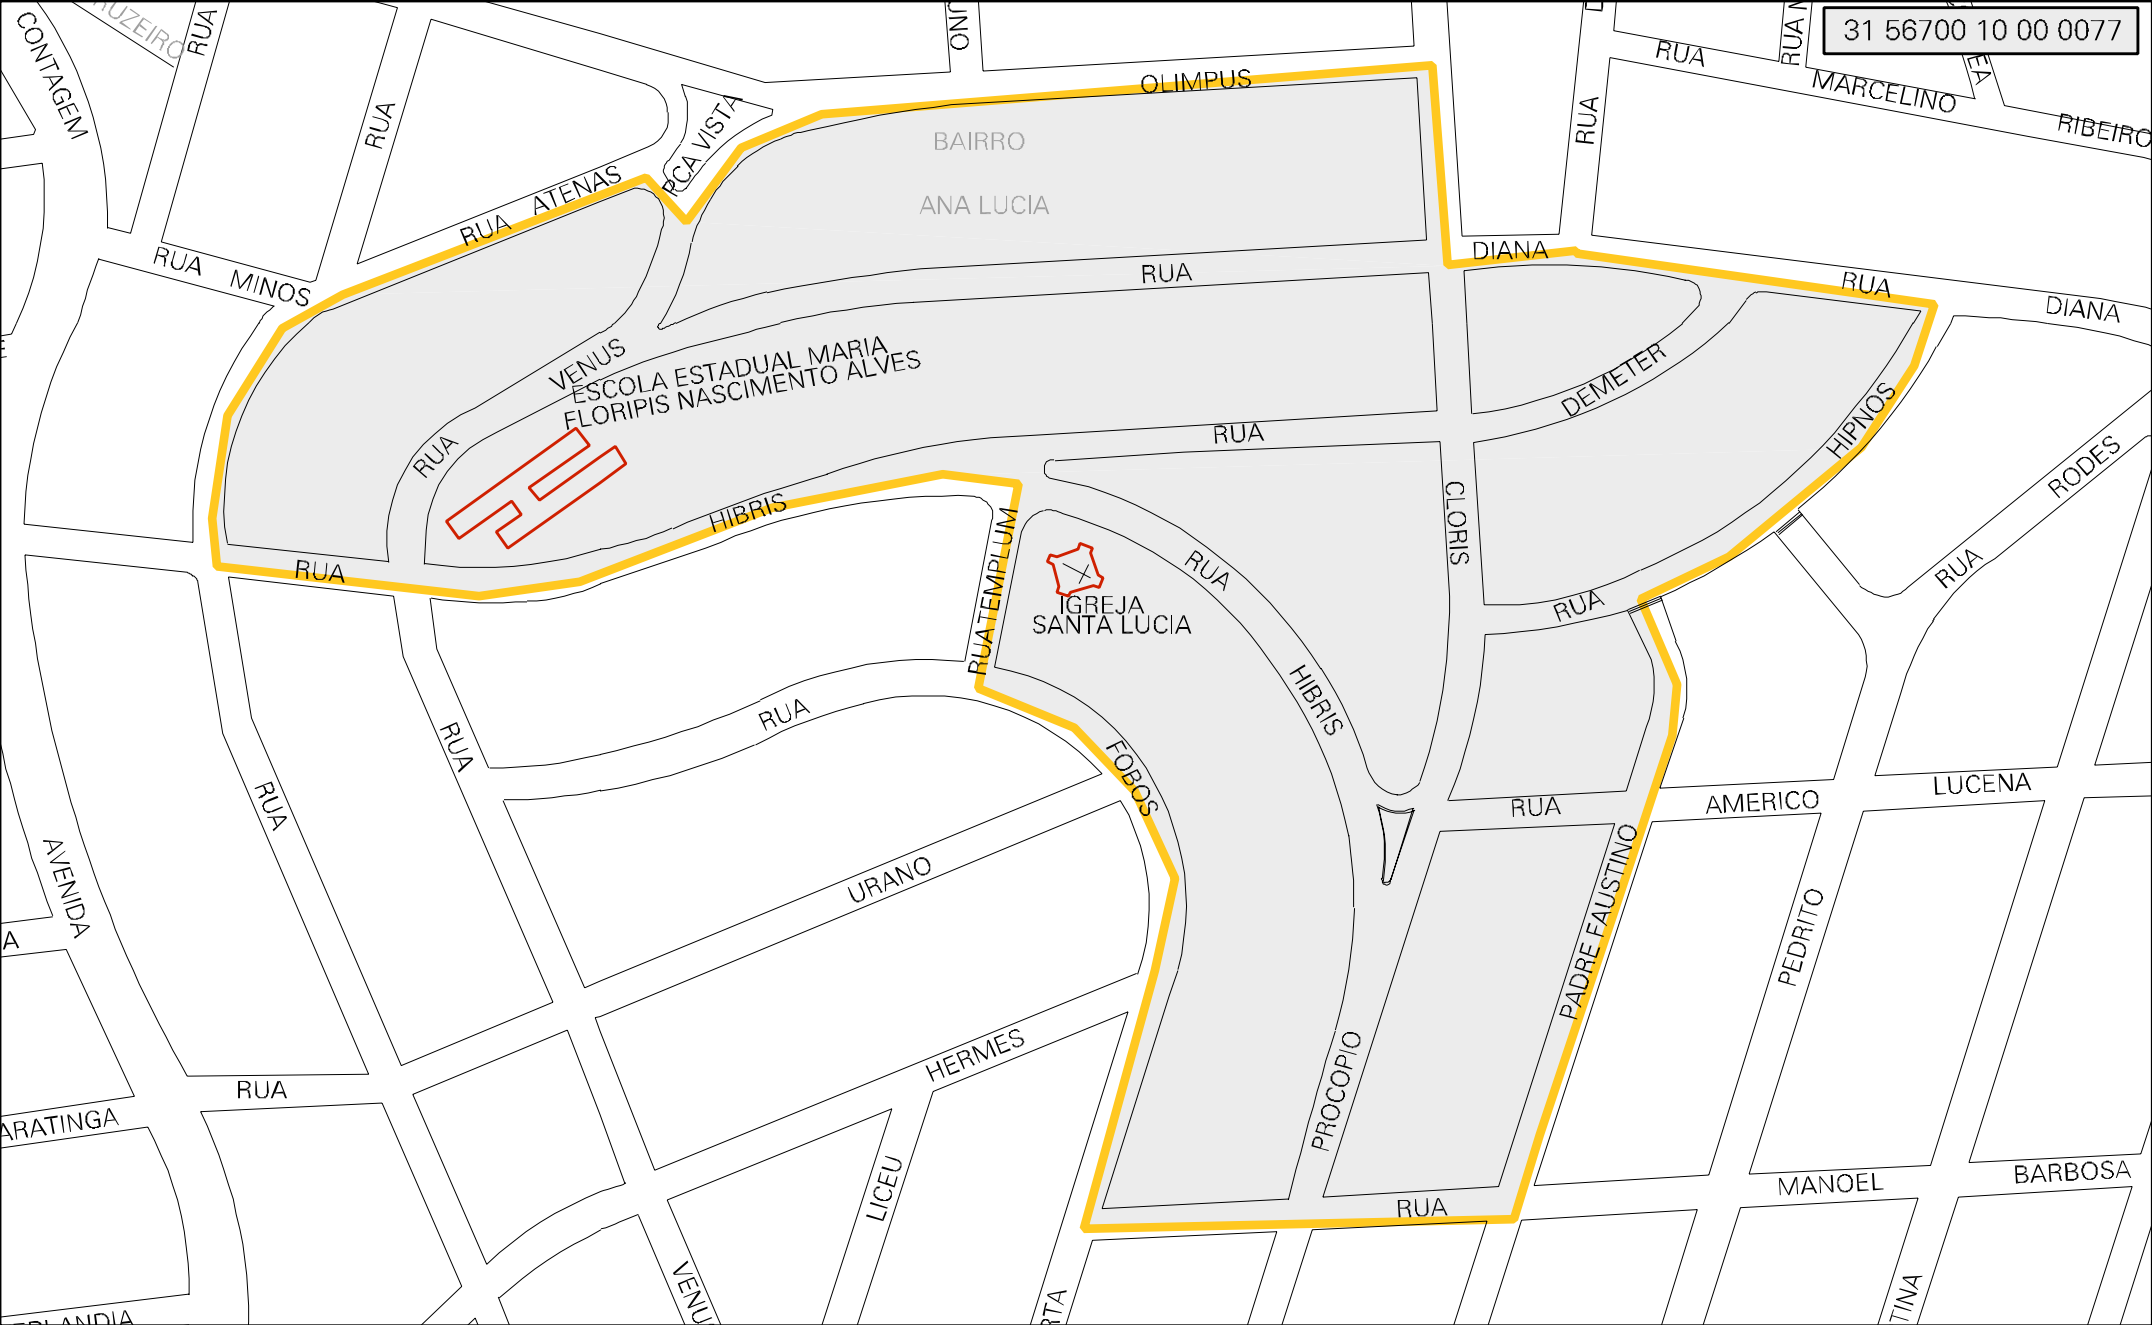 31 56700 10 00 0077
CONTAGEM
RUA
RUA
RUA
MARCELINO
RIBEIRO
RUA
RUA
OLIMPUS
PCA VISTA
BAIRRO
ANA LUCIA
RUA ATENAS
RUA MINOS
DIANA
RUA
DIANA
RUA
VENUS
RUA
ESCOLA ESTADUAL MARIA
FLORIPIS NASCIMENTO ALVES
DEMETER
RUA
HIPNOS
RODES
RUA
CLORIS
HIBRIS
RUA
RUA TEMPLUM
IGREJA
SANTA LUCIA
RUA
HIBRIS
RUA
RUA
RUA
RUA
FOBOS
RUA
AMERICO
LUCENA
AVENIDA
URANO
PADRE FAUSTINO
PEDRITO
HERMES
PROCOPIO
RUA
LICEU
RUA
MANOEL
BARBOSA